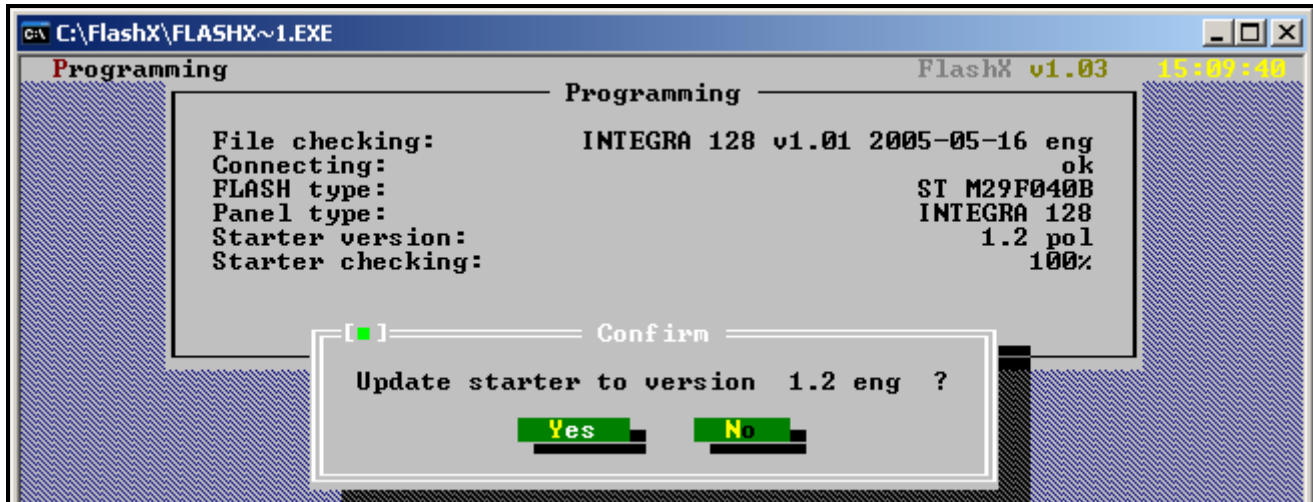 C:\FlashX\FLASHX~1.EXE
Programming FlashX v1.03 15:09:40
Programming
File checking: INTEGRA 128 v1.01 2005-05-16 eng
Connecting: ok
FLASH type: ST M29F040B
Panel type: INTEGRA 128
Starter version: 1.2 pol
Starter checking: 100%
[■] Confirm
Update starter to version 1.2 eng ?
Yes No